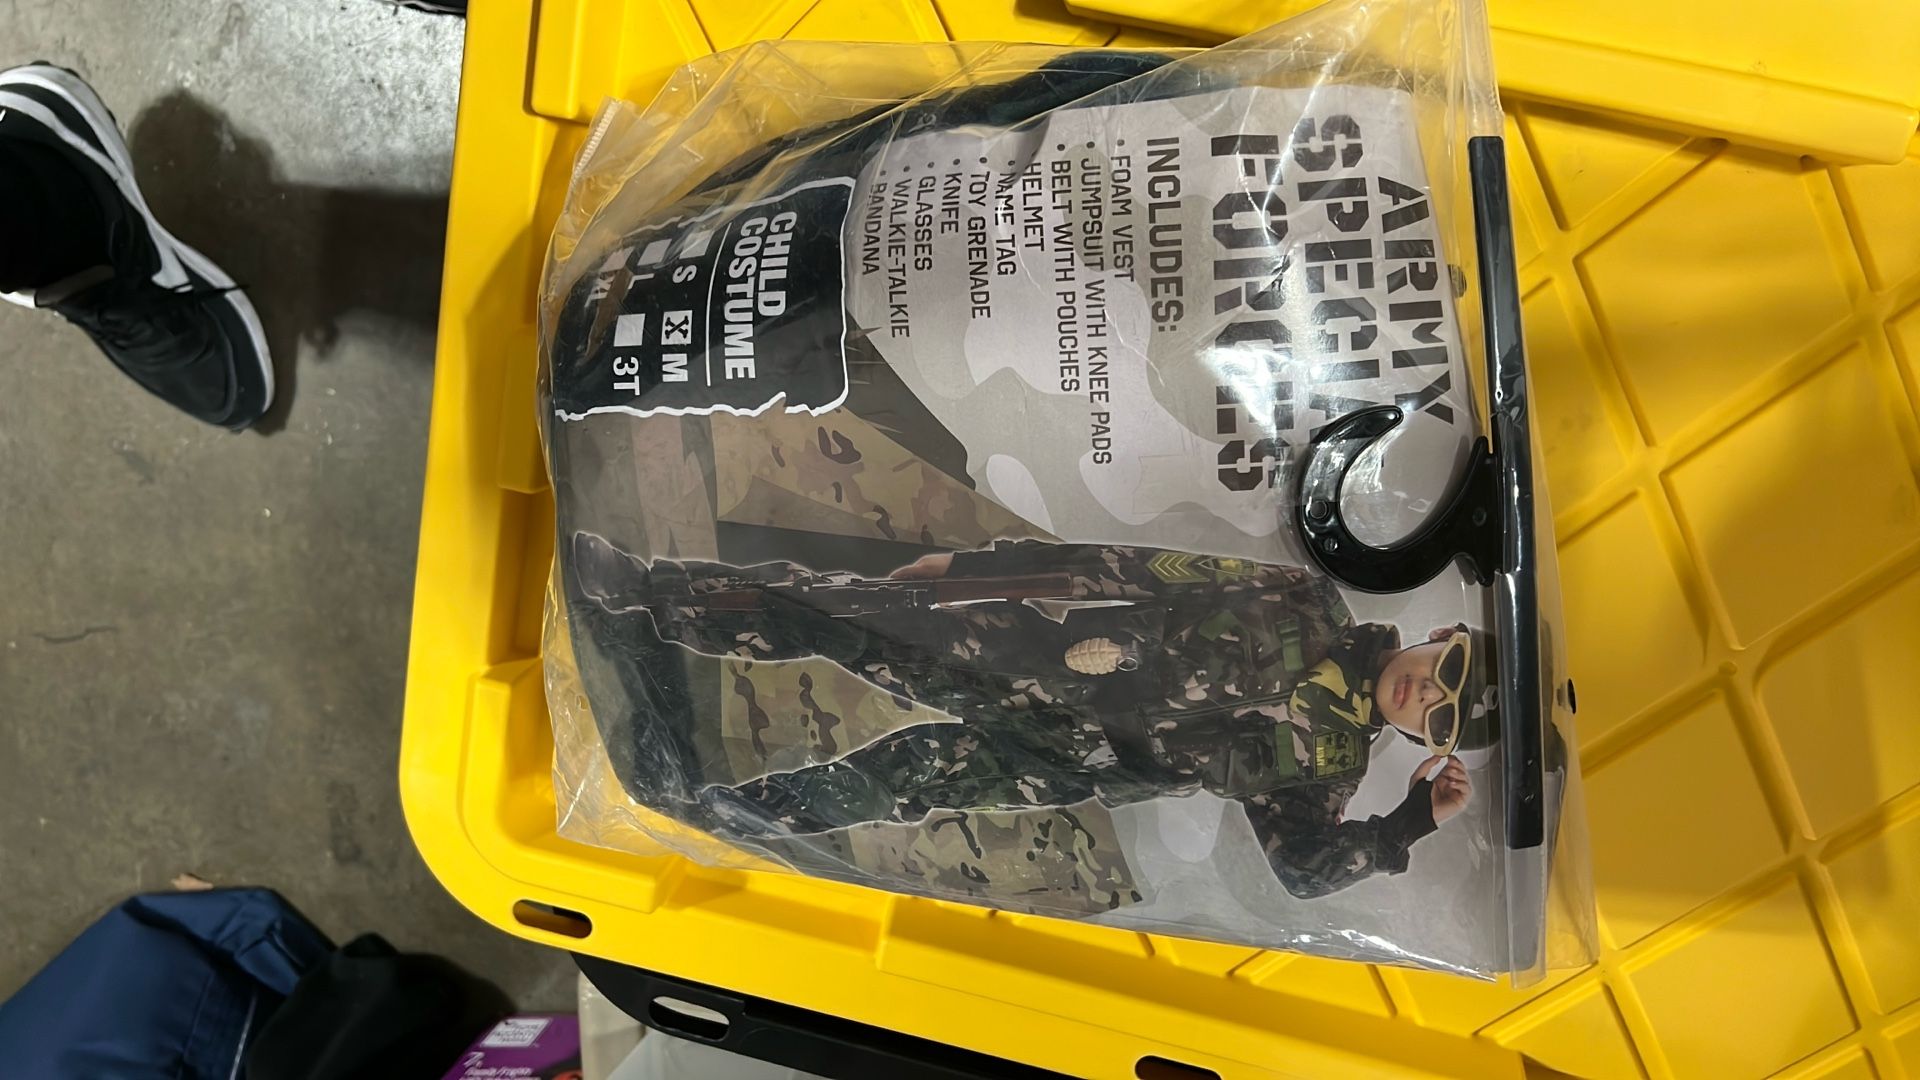 ARMY
SPECIAL
FORCES
INCLUDES:
• FOAM VEST
• JUMPSUIT WITH KNEE PADS
• BELT WITH POUCHES
• HELMET
• NAME TAG
• TOY GRENADE
• KNIFE
• GLASSES
• WALKIE-TALKIE
• BANDANA
CHILD
COSTUME
S X M
L 3T
XL